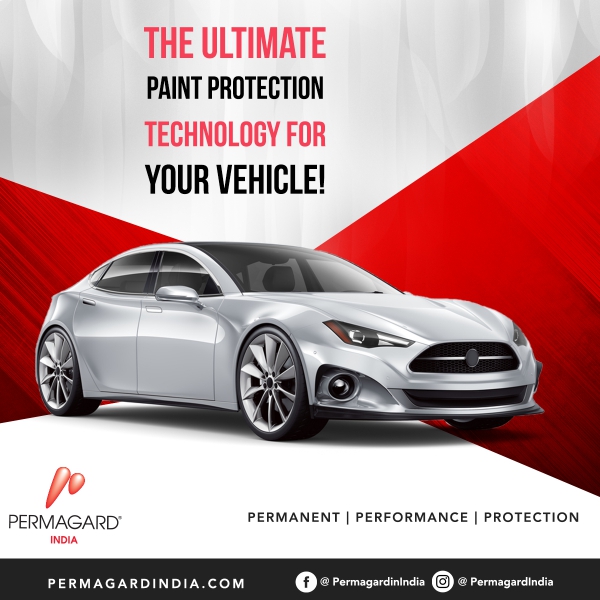 THE ULTIMATE
PAINT PROTECTION
TECHNOLOGY FOR
YOUR VEHICLE!
PERMAGARD®
INDIA
PERMANENT | PERFORMANCE | PROTECTION
PERMAGARDINDIA.COM
@ PermagardinIndia
@ PermagardIndia